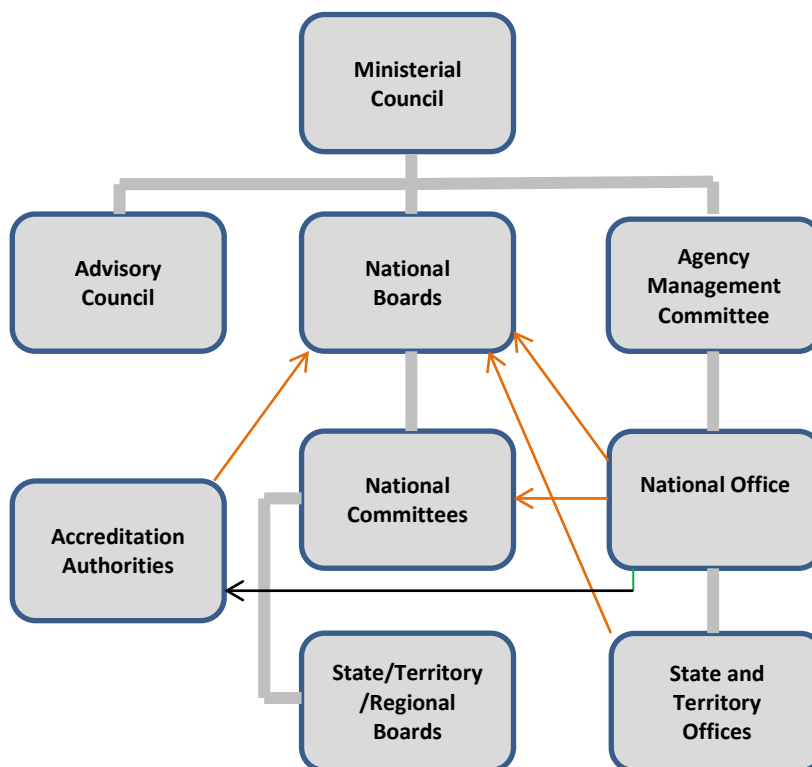 Ministerial
Council
Advisory
Council
National
Boards
Agency
Management
Committee
Accreditation
Authorities
National
Committees
National Office
State/Territory
/Regional
Boards
State and
Territory
Offices